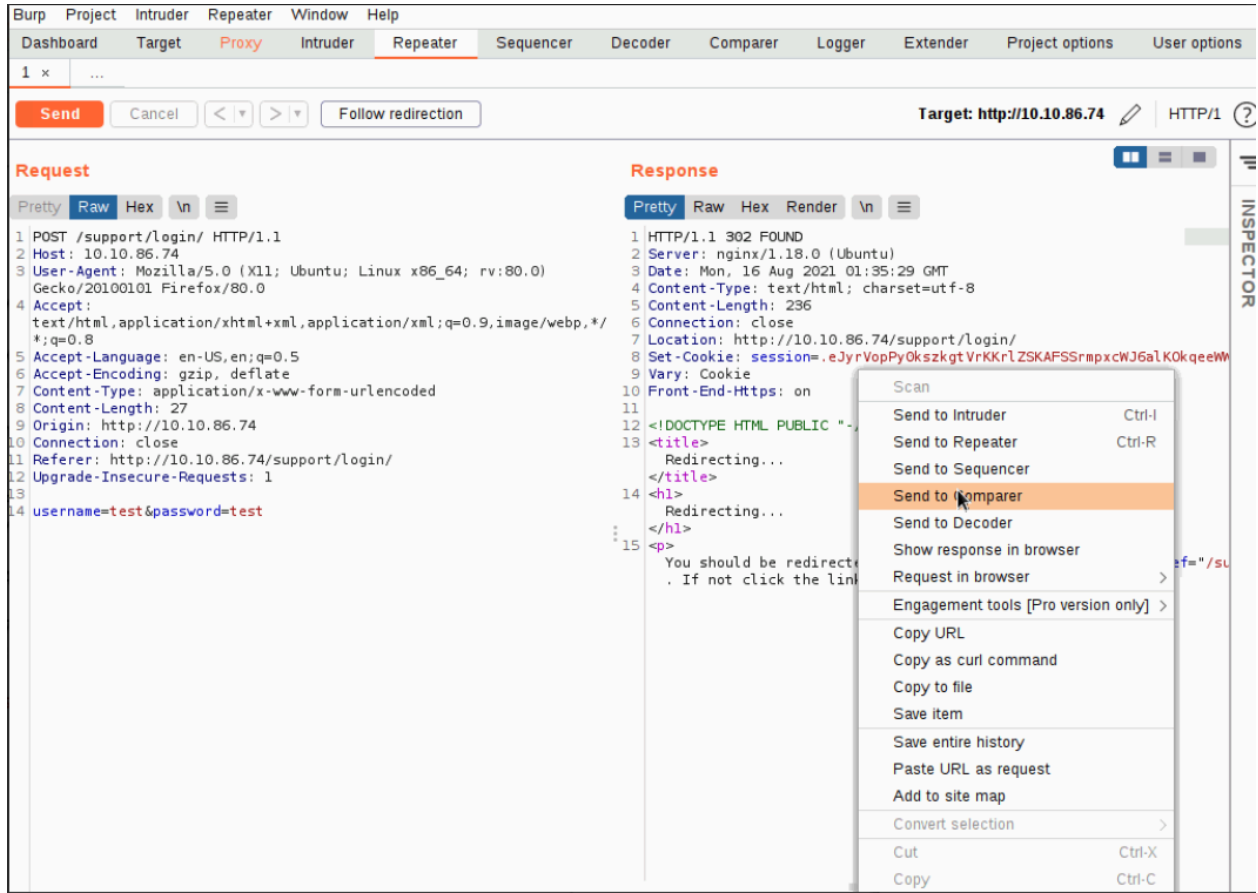 Burp Project Intruder Repeater Window Help
Dashboard Target Proxy Intruder Repeater Sequencer Decoder Comparer Logger Extender Project options User options
1 × ...
Send Cancel < > Follow redirection Target: http://10.10.86.74 HTTP/1 ?
Request
Pretty Raw Hex \n
1 POST /support/login/ HTTP/1.1
2 Host: 10.10.86.74
3 User-Agent: Mozilla/5.0 (X11; Ubuntu; Linux x86_64; rv:80.0)
Gecko/20100101 Firefox/80.0
4 Accept:
text/html,application/xhtml+xml,application/xml;q=0.9,image/webp,*/
*;q=0.8
5 Accept-Language: en-US,en;q=0.5
6 Accept-Encoding: gzip, deflate
7 Content-Type: application/x-www-form-urlencoded
8 Content-Length: 27
9 Origin: http://10.10.86.74
10 Connection: close
11 Referer: http://10.10.86.74/support/login/
12 Upgrade-Insecure-Requests: 1
13
14 username=test&password=test
Response
Pretty Raw Hex Render \n
1 HTTP/1.1 302 FOUND
2 Server: nginx/1.18.0 (Ubuntu)
3 Date: Mon, 16 Aug 2021 01:35:29 GMT
4 Content-Type: text/html; charset=utf-8
5 Content-Length: 236
6 Connection: close
7 Location: http://10.10.86.74/support/login/
8 Set-Cookie:
9 Vary: Cookie
10 Front-End-Https: on
11
12 <!DOCTYPE HTML PUBLIC "-/
13 <title>
Redirecting...
</title>
14 <h1>
Redirecting...
</h1>
15 <p>
You should be redirecte ef="/su
. If not click the link
Scan
Send to Intruder Ctrl-I
Send to Repeater Ctrl-R
Send to Sequencer
Send to Comparer
Send to Decoder
Show response in browser
Request in browser >
Engagement tools [Pro version only] >
Copy URL
Copy as curl command
Copy to file
Save item
Save entire history
Paste URL as request
Add to site map
Convert selection >
Cut Ctrl-X
Copy Ctrl-C
INSPECTOR